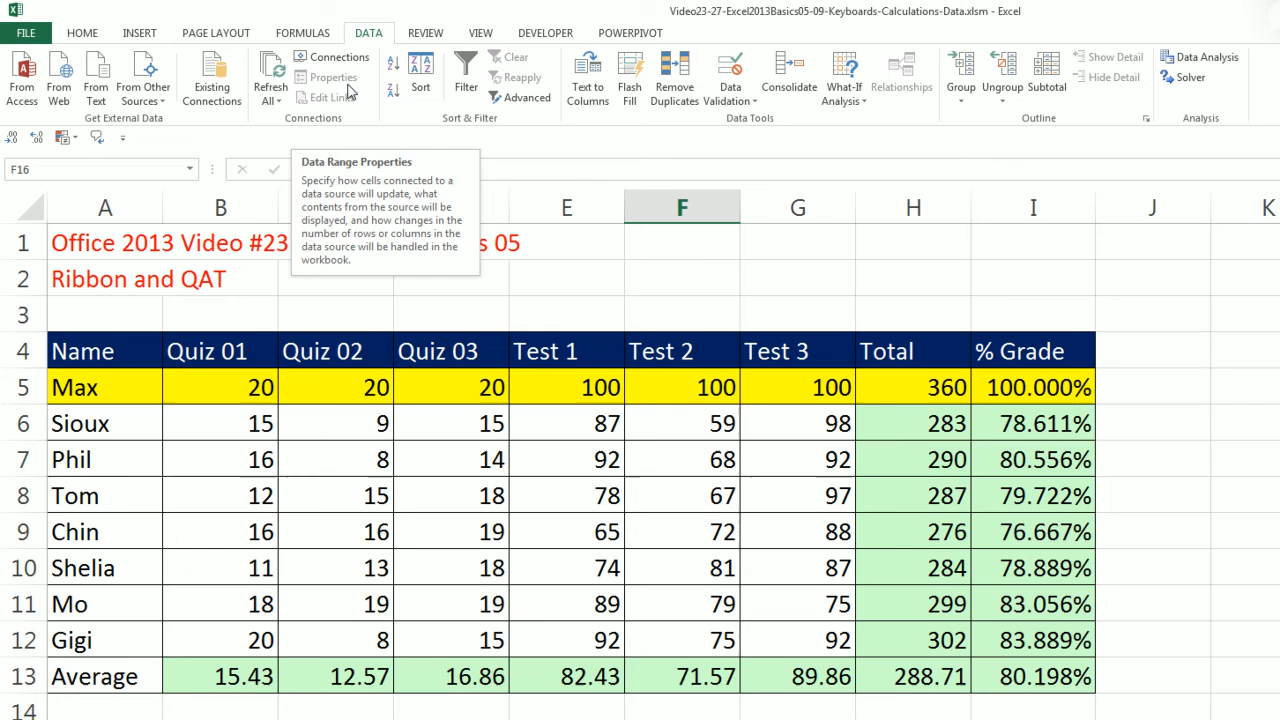 Video23-27-Excel2013Basics05-09-Keyboards-Calculations-Data.xlsm - Excel
FILE HOME INSERT PAGE LAYOUT FORMULAS DATA REVIEW VIEW DEVELOPER POWERPIVOT
From Access
From Web
From Text
From Other Sources
Existing Connections
Get External Data
Refresh All
Connections
Properties
Edit
Connections
Sort
Filter
Clear
Reapply
Advanced
Sort & Filter
Text to Columns
Flash Fill
Remove Duplicates
Data Validation
Consolidate
What-If Analysis
Relationships
Data Tools
Group
Ungroup
Subtotal
Show Detail
Hide Detail
Outline
Data Analysis
Solver
Analysis
F16
Data Range Properties
Specify how cells connected to a
data source will update, what
contents from the source will be
displayed, and how changes in the
number of rows or columns in the
data source will be handled in the
workbook.
A B C D E F G H I J K
1 Office 2013 Video #23 s 05
2 Ribbon and QAT
3
4 Name Quiz 01 Quiz 02 Quiz 03 Test 1 Test 2 Test 3 Total % Grade
5 Max 20 20 20 100 100 100 360 100.000%
6 Sioux 15 9 15 87 59 98 283 78.611%
7 Phil 16 8 14 92 68 92 290 80.556%
8 Tom 12 15 18 78 67 97 287 79.722%
9 Chin 16 16 19 65 72 88 276 76.667%
10 Shelia 11 13 18 74 81 87 284 78.889%
11 Mo 18 19 19 89 79 75 299 83.056%
12 Gigi 20 8 15 92 75 92 302 83.889%
13 Average 15.43 12.57 16.86 82.43 71.57 89.86 288.71 80.198%
14